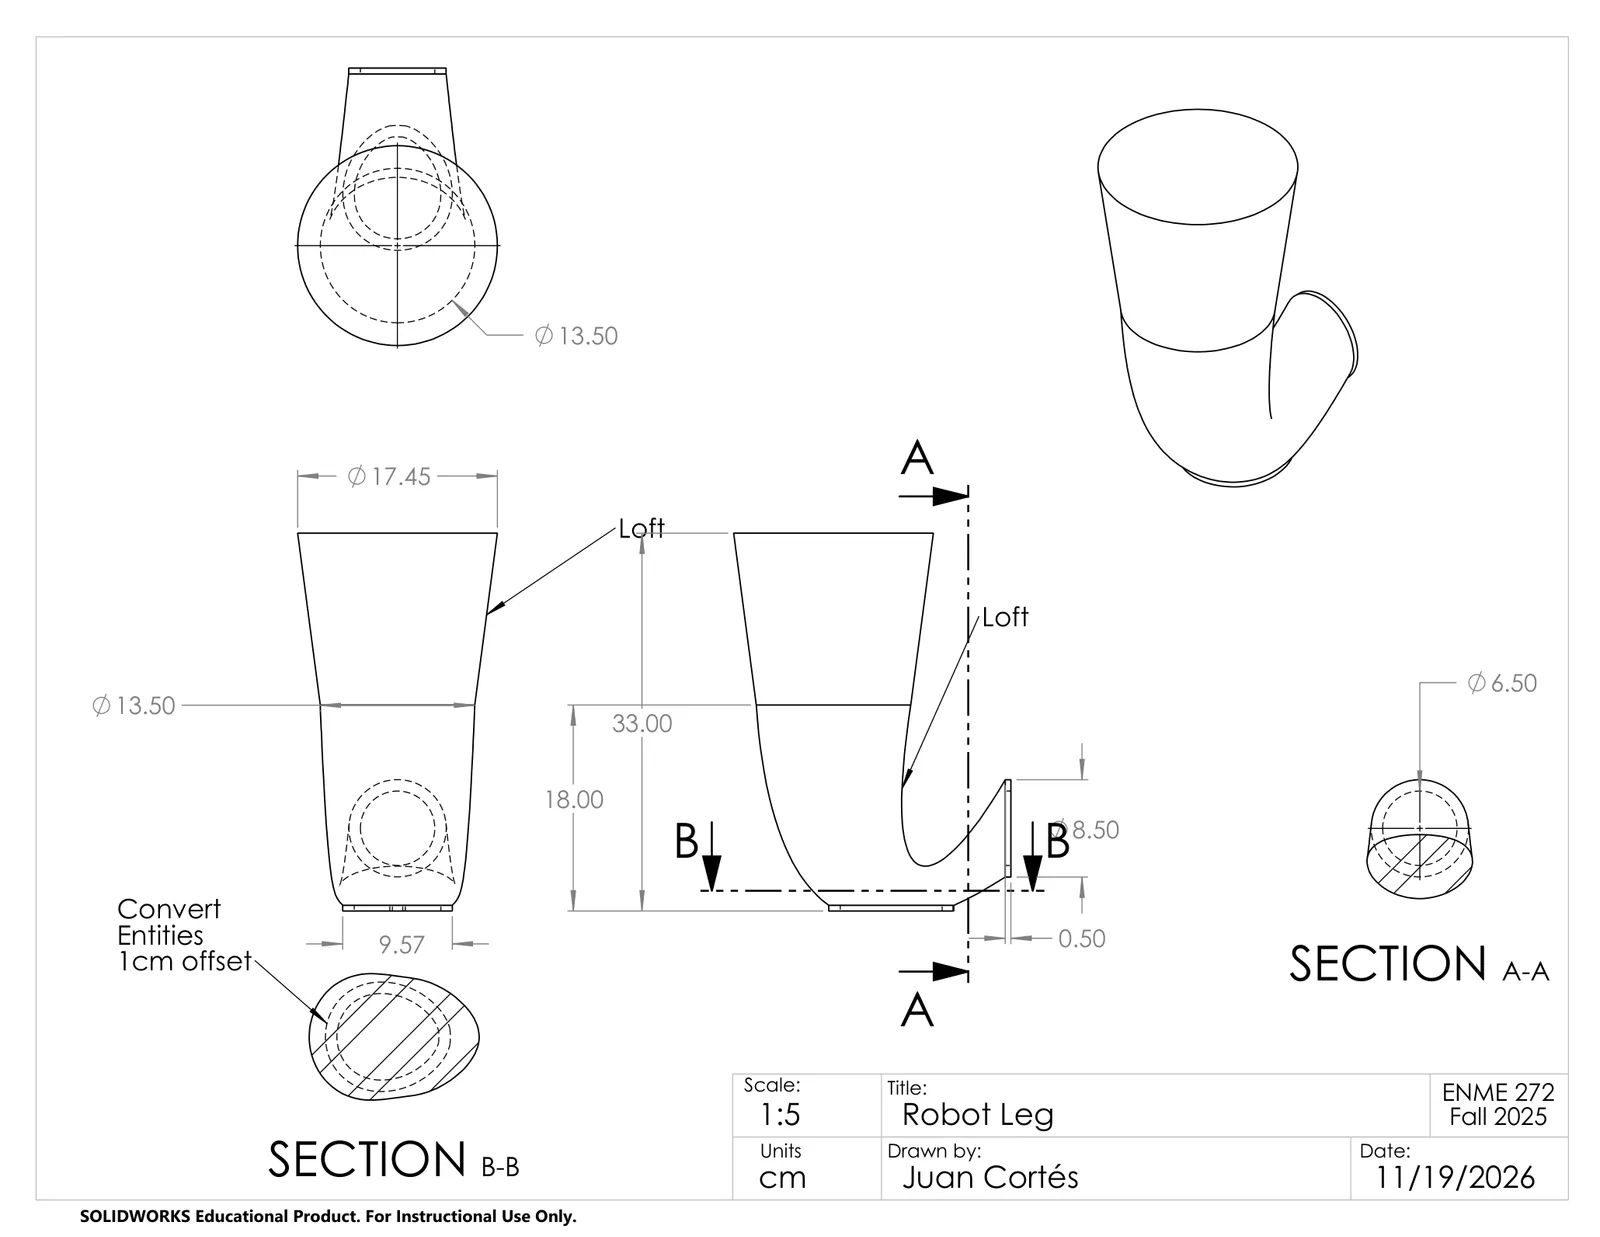 ⌀13.50
A
⌀17.45
Loft
Loft
⌀6.50
⌀13.50
33.00
18.00
B
B
⌀8.50
Convert
Entities
1cm offset
9.57
0.50
A
SECTION A-A
SECTION B-B
Scale:
1:5
Title:
Robot Leg
ENME 272
Fall 2025
Units
cm
Drawn by:
Juan Cortés
Date:
11/19/2026
SOLIDWORKS Educational Product. For Instructional Use Only.